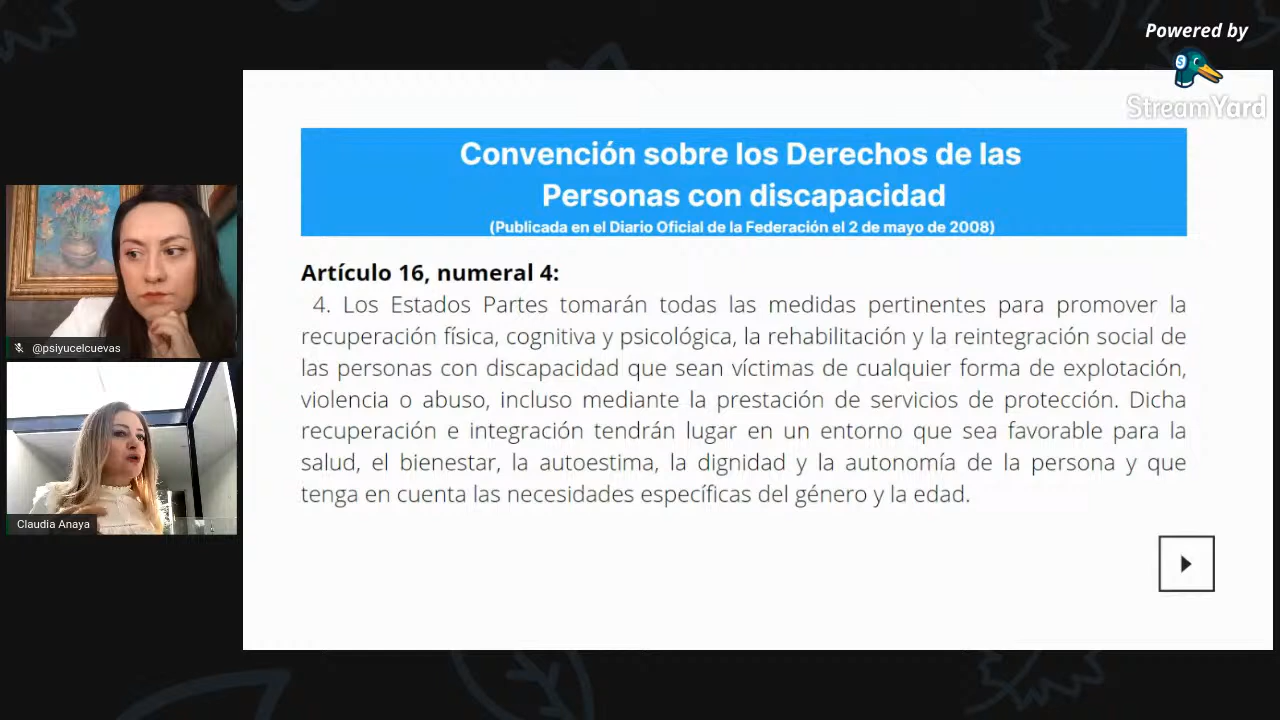 Powered by
StreamYard
Convención sobre los Derechos de las
Personas con discapacidad
(Publicada en el Diario Oficial de la Federación el 2 de mayo de 2008)
Artículo 16, numeral 4:
4. Los Estados Partes tomarán todas las medidas pertinentes para promover la
recuperación física, cognitiva y psicológica, la rehabilitación y la reintegración social de
las personas con discapacidad que sean víctimas de cualquier forma de explotación,
violencia o abuso, incluso mediante la prestación de servicios de protección. Dicha
recuperación e integración tendrán lugar en un entorno que sea favorable para la
salud, el bienestar, la autoestima, la dignidad y la autonomía de la persona y que
tenga en cuenta las necesidades específicas del género y la edad.
@psiyucelcuevas
Claudia Anaya